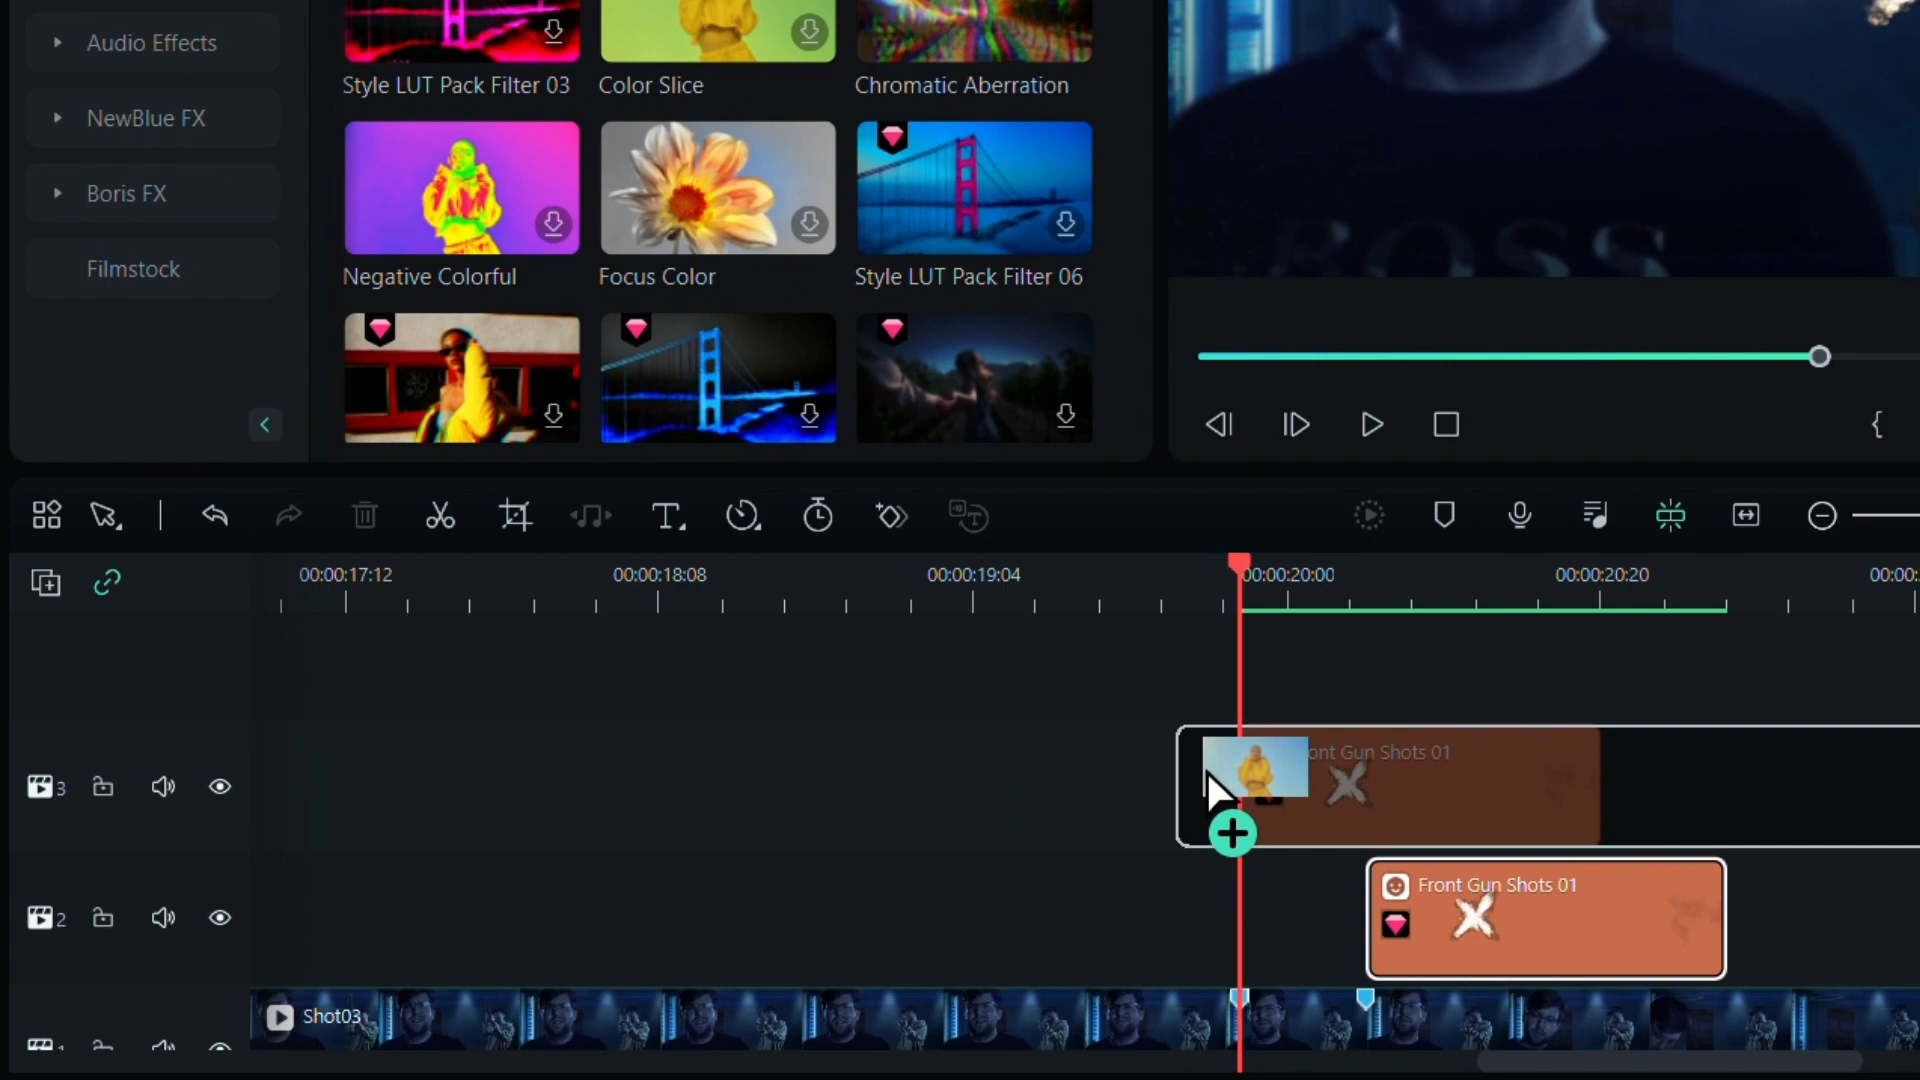 Audio Effects
NewBlue FX
Boris FX
Filmstock
Style LUT Pack Filter 03
Color Slice
Chromatic Aberration
Negative Colorful
Focus Color
Style LUT Pack Filter 06
BOSS
00:00:17:12
00:00:18:08
00:00:19:04
00:00:20:00
00:00:20:20
00:00:
3
ont Gun Shots 01
2
Front Gun Shots 01
Shot03